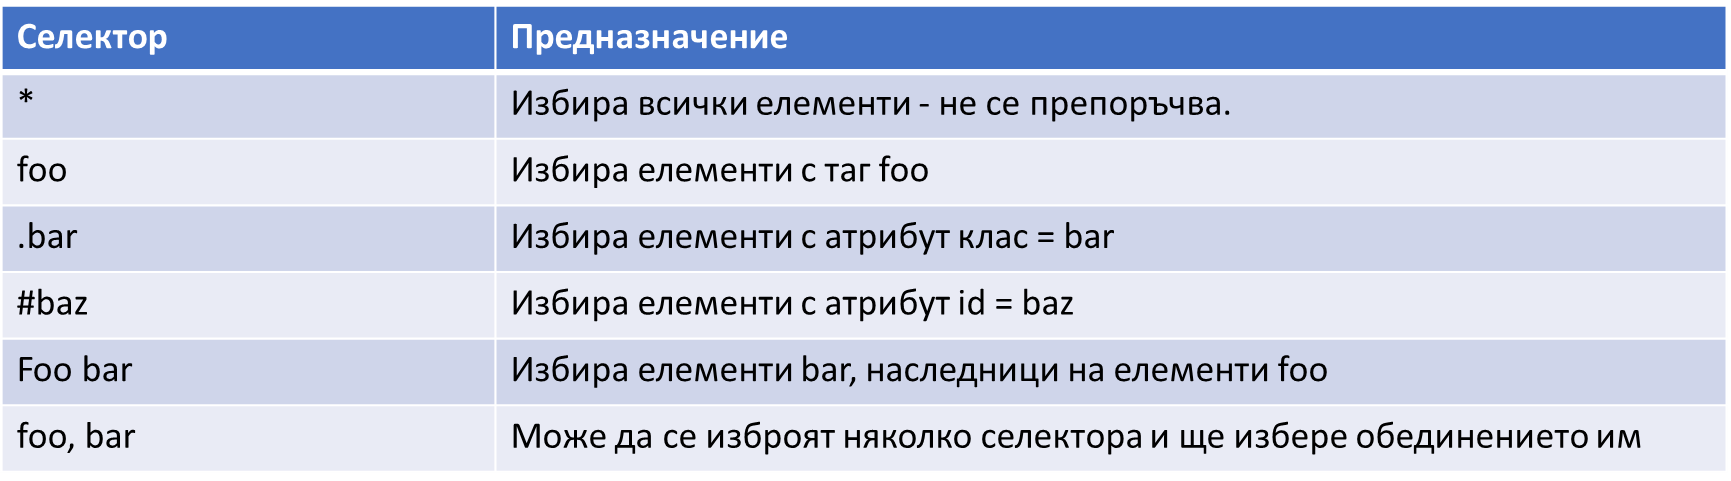 Селектор Предназначение
* Избира всички елементи - не се препоръчва.
foo Избира елементи с таг foo
.bar Избира елементи с атрибут клас = bar
#baz Избира елементи с атрибут id = baz
Foo bar Избира елементи bar, наследници на елементи foo
foo, bar Може да се изброят няколко селектора и ще избере обединението им